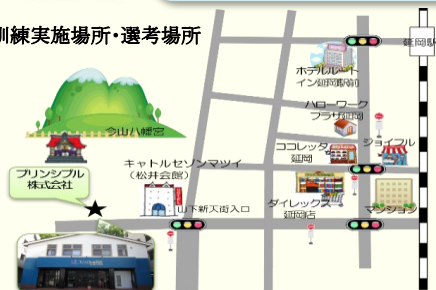 訓練実施場所・選考場所
延岡駅
ホテルルート
イン延岡駅前
ハローワーク
プラザ延岡
今山八幡宮
ココレッタ
延岡
ジョイフル
キャトルセゾンマツイ
(松井会館)
プリンシプル
株式会社
山下新天街入口
ダイレックス
延岡店
マンション